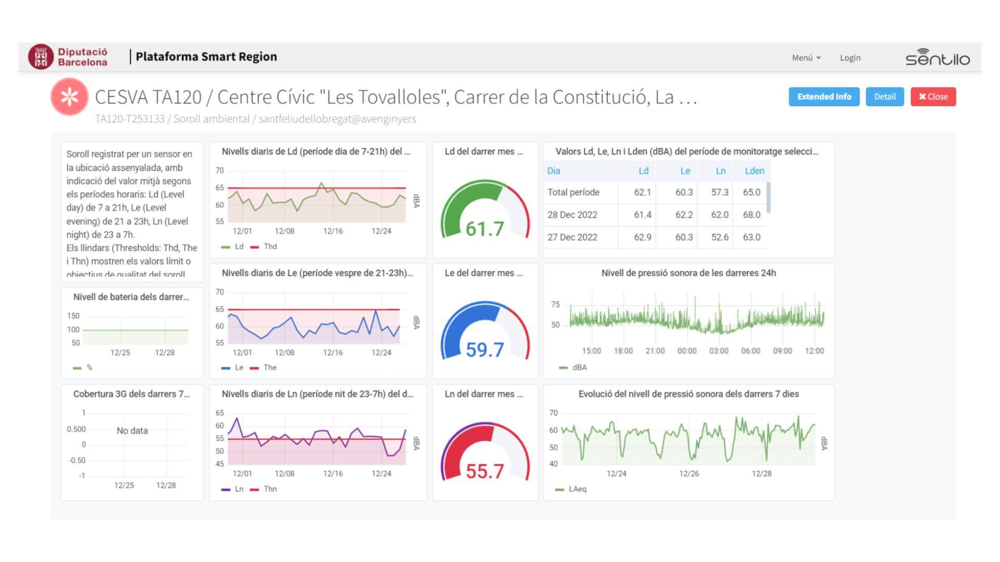 Diputació
Barcelona
Plataforma Smart Region
Menú
Login
sentilo
CESVA TA120 / Centre Cívic "Les Tovalloles", Carrer de la Constitució, La ...
TA120-T253133 / Soroll ambiental / santfeliudellobregat@avenginyers
Extended Info
Detail
Close
Soroll registrat per un sensor en
la ubicació assenyalada, amb
indicació del valor mitjà segons
els períodes horaris: Ld (Level
day) de 7 a 21h, Le (Level
evening) de 21 a 23h, Ln (Level
night) de 23 a 7h.
Els llindars (Thresholds: Thd, The
i Thn) mostren els valors límit o
objectius de qualitat del soroll
Nivells diaris de Ld (període dia de 7-21h) del ...
70
65
60
55
dBA
12/01 12/08 12/16 12/24
Ld Thd
Ld del darrer mes ...
61.7
Valors Ld, Le, Ln i Lden (dBA) del període de monitoratge selecci...
Dia Ld Le Ln Lden
Total període 62.1 60.3 57.3 65.0
28 Dec 2022 61.4 62.2 62.0 68.0
27 Dec 2022 62.9 60.3 52.6 63.0
Nivell de bateria dels darrer...
150
100
50
12/25 12/28
%
Nivells diaris de Le (període vespre de 21-23h)...
70
65
60
55
dBA
12/01 12/08 12/16 12/24
Le The
Le del darrer mes ...
59.7
Nivell de pressió sonora de les darreres 24h
75
50
15:00 18:00 21:00 00:00 03:00 06:00 09:00 12:00
dBA
Cobertura 3G dels darrers 7...
1
0.500
0
-0.50
-1
No data
12/25 12/28
Nivells diaris de Ln (període nit de 23-7h) del d...
65
60
55
50
45
dBA
12/01 12/08 12/16 12/24
Ln Thn
Ln del darrer mes ...
55.7
Evolució del nivell de pressió sonora dels darrers 7 dies
70
60
50
40
dBA
12/24 12/26 12/28
LAeq